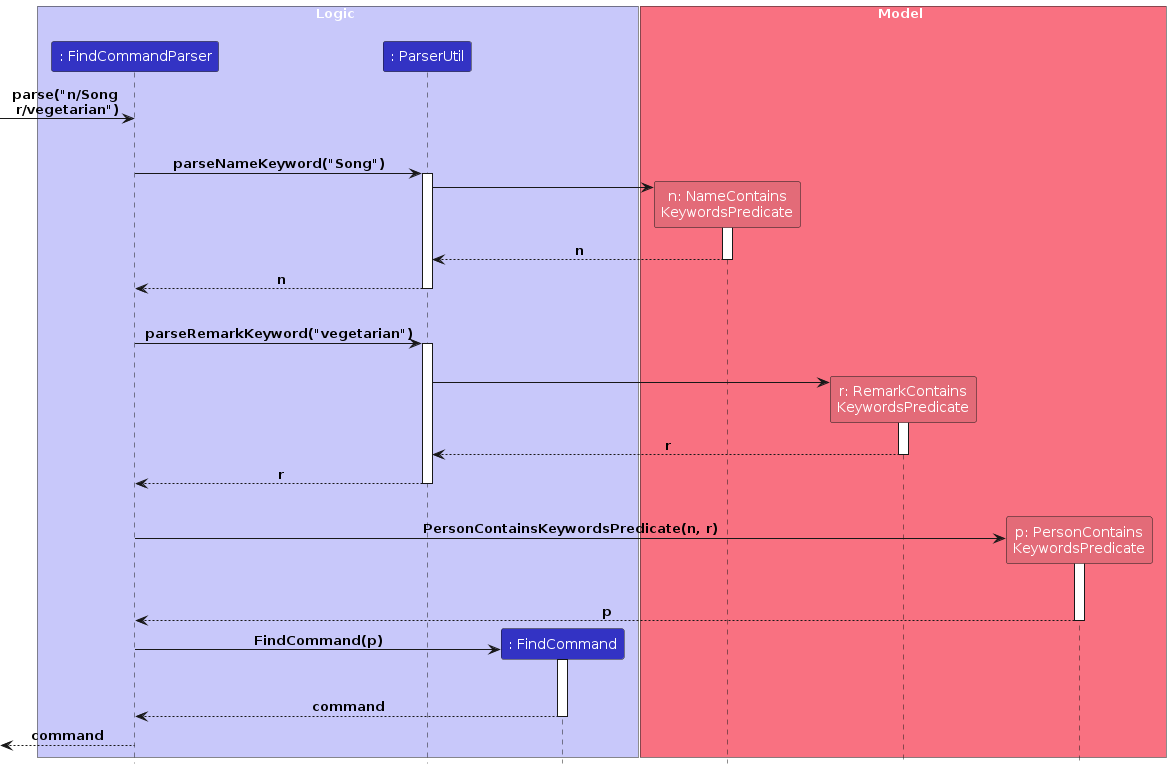 Logic
Model
: FindCommandParser
: ParserUtil
parse("n/Song
r/vegetarian")
parseNameKeyword("Song")
n: NameContains
KeywordsPredicate
n
n
parseRemarkKeyword("vegetarian")
r: RemarkContains
KeywordsPredicate
r
r
PersonContainsKeywordsPredicate(n, r)
p: PersonContains
KeywordsPredicate
p
FindCommand(p)
: FindCommand
command
command